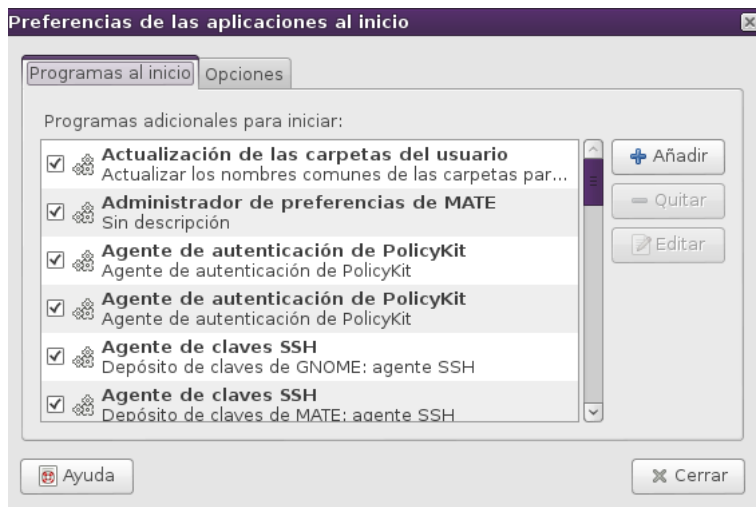 Preferencias de las aplicaciones al inicio
Programas al inicio
Opciones
Programas adicionales para iniciar:
Actualización de las carpetas del usuario
Actualizar los nombres comunes de las carpetas par...
Administrador de preferencias de MATE
Sin descripción
Agente de autenticación de PolicyKit
Agente de autenticación de PolicyKit
Agente de autenticación de PolicyKit
Agente de autenticación de PolicyKit
Agente de claves SSH
Depósito de claves de GNOME: agente SSH
Agente de claves SSH
Depósito de claves de MATE: agente SSH
Añadir
Quitar
Editar
Ayuda
Cerrar